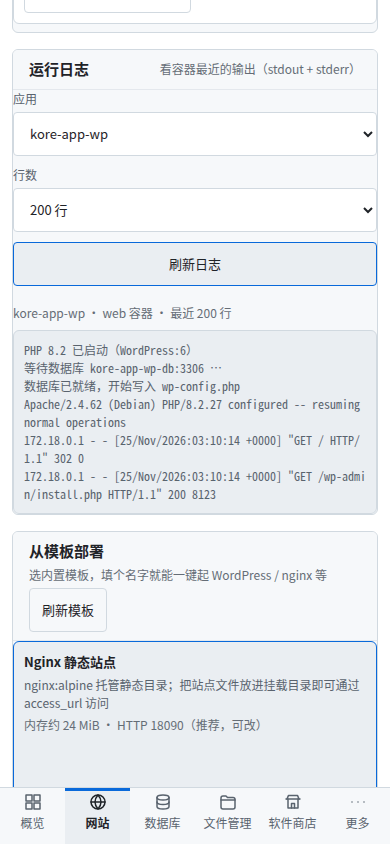 运行日志
看容器最近的输出（stdout + stderr）
应用
kore-app-wp
行数
200 行
刷新日志
kore-app-wp · web 容器 · 最近 200 行
PHP 8.2 已启动（WordPress:6）
等待数据库 kore-app-wp-db:3306 …
数据库已就绪，开始写入 wp-config.php
Apache/2.4.62 (Debian) PHP/8.2.27 configured -- resuming
normal operations
172.18.0.1 - - [25/Nov/2026:03:10:14 +0000] "GET / HTTP/
1.1" 302 0
172.18.0.1 - - [25/Nov/2026:03:10:14 +0000] "GET /wp-admi
n/install.php HTTP/1.1" 200 8123
从模板部署
选内置模板，填个名字就能一键起 WordPress / nginx 等
刷新模板
Nginx 静态站点
nginx:alpine 托管静态目录；把站点文件放进挂载目录即可通过
access_url 访问
内存约 24 MiB · HTTP 18090（推荐，可改）
概览
网站
数据库
文件管理
软件商店
更多